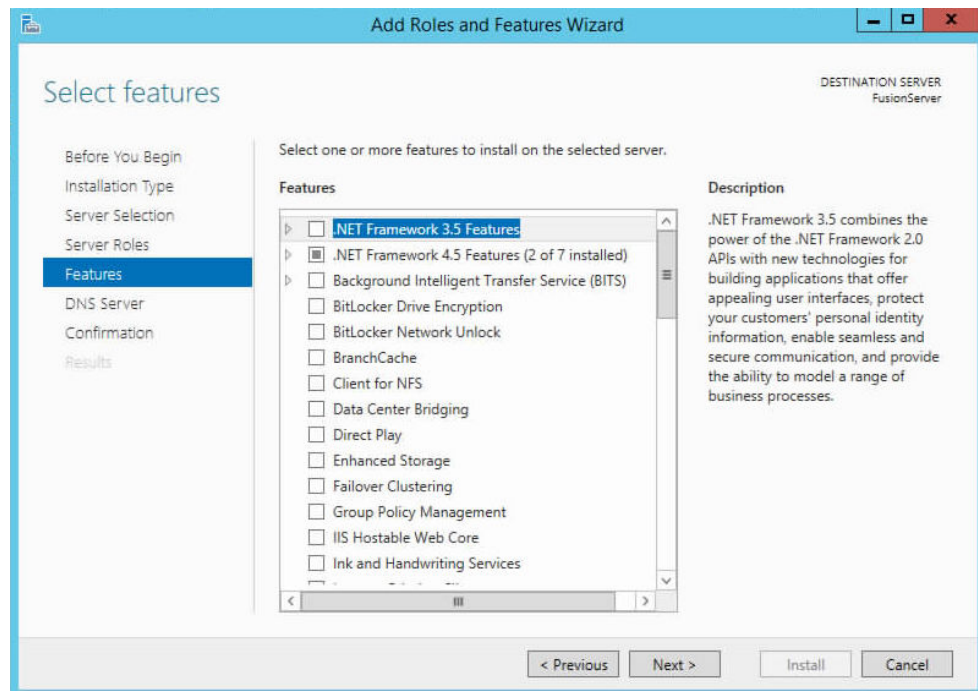 Add Roles and Features Wizard
Select features
DESTINATION SERVER
FusionServer
Before You Begin
Installation Type
Server Selection
Server Roles
Features
DNS Server
Confirmation
Results
Select one or more features to install on the selected server.
Features
.NET Framework 3.5 Features
.NET Framework 4.5 Features (2 of 7 installed)
Background Intelligent Transfer Service (BITS)
BitLocker Drive Encryption
BitLocker Network Unlock
BranchCache
Client for NFS
Data Center Bridging
Direct Play
Enhanced Storage
Failover Clustering
Group Policy Management
IIS Hostable Web Core
Ink and Handwriting Services
Description
.NET Framework 3.5 combines the
power of the .NET Framework 2.0
APIs with new technologies for
building applications that offer
appealing user interfaces, protect
your customers' personal identity
information, enable seamless and
secure communication, and provide
the ability to model a range of
business processes.
< Previous
Next >
Install
Cancel